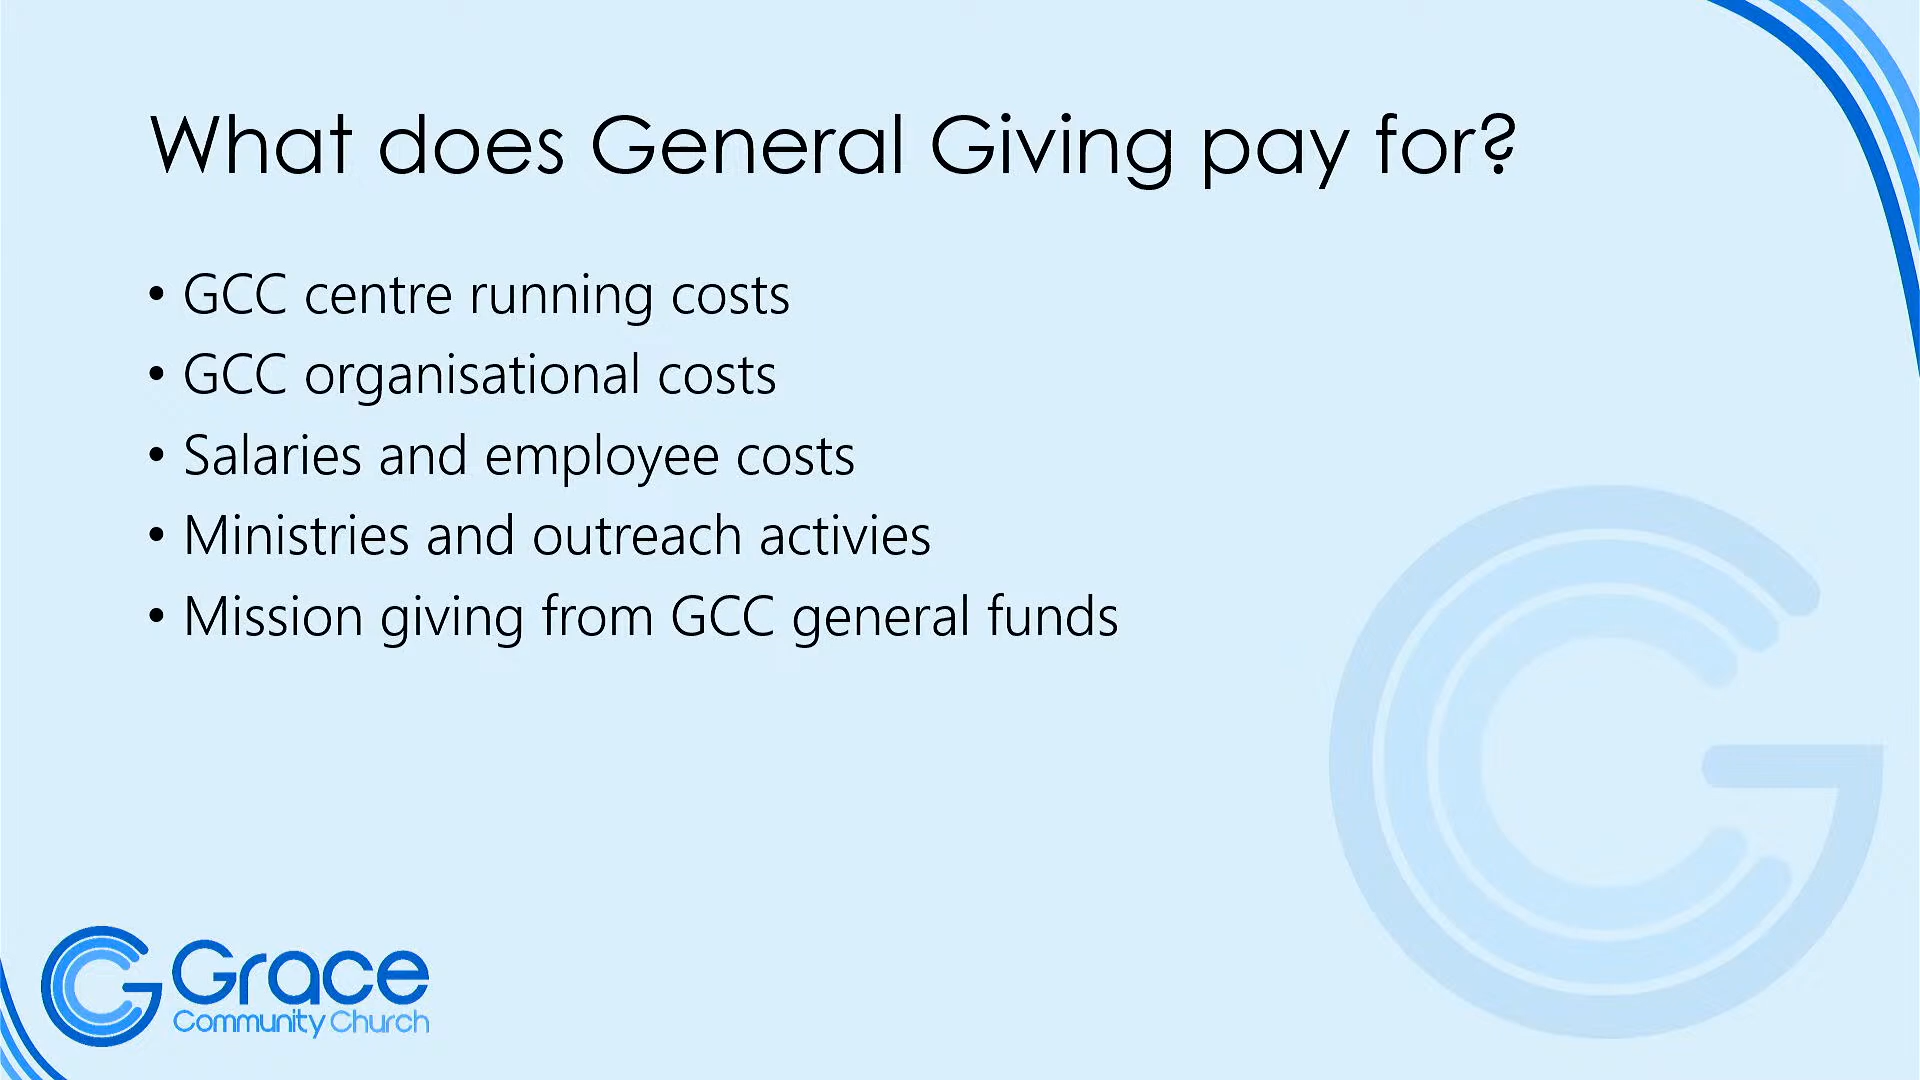 What does General Giving pay for?
• GCC centre running costs
• GCC organisational costs
• Salaries and employee costs
• Ministries and outreach activies
• Mission giving from GCC general funds
Grace
Community Church